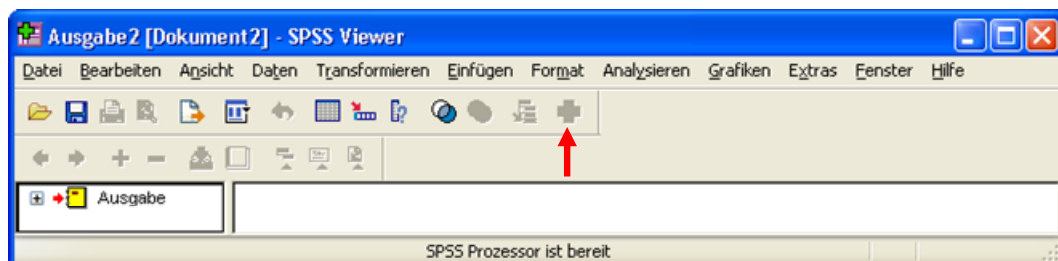 Ausgabe2 [Dokument2] - SPSS Viewer
Datei Bearbeiten Ansicht Daten Transformieren Einfügen Format Analysieren Grafiken Extras Fenster Hilfe
Ausgabe
SPSS Prozessor ist bereit